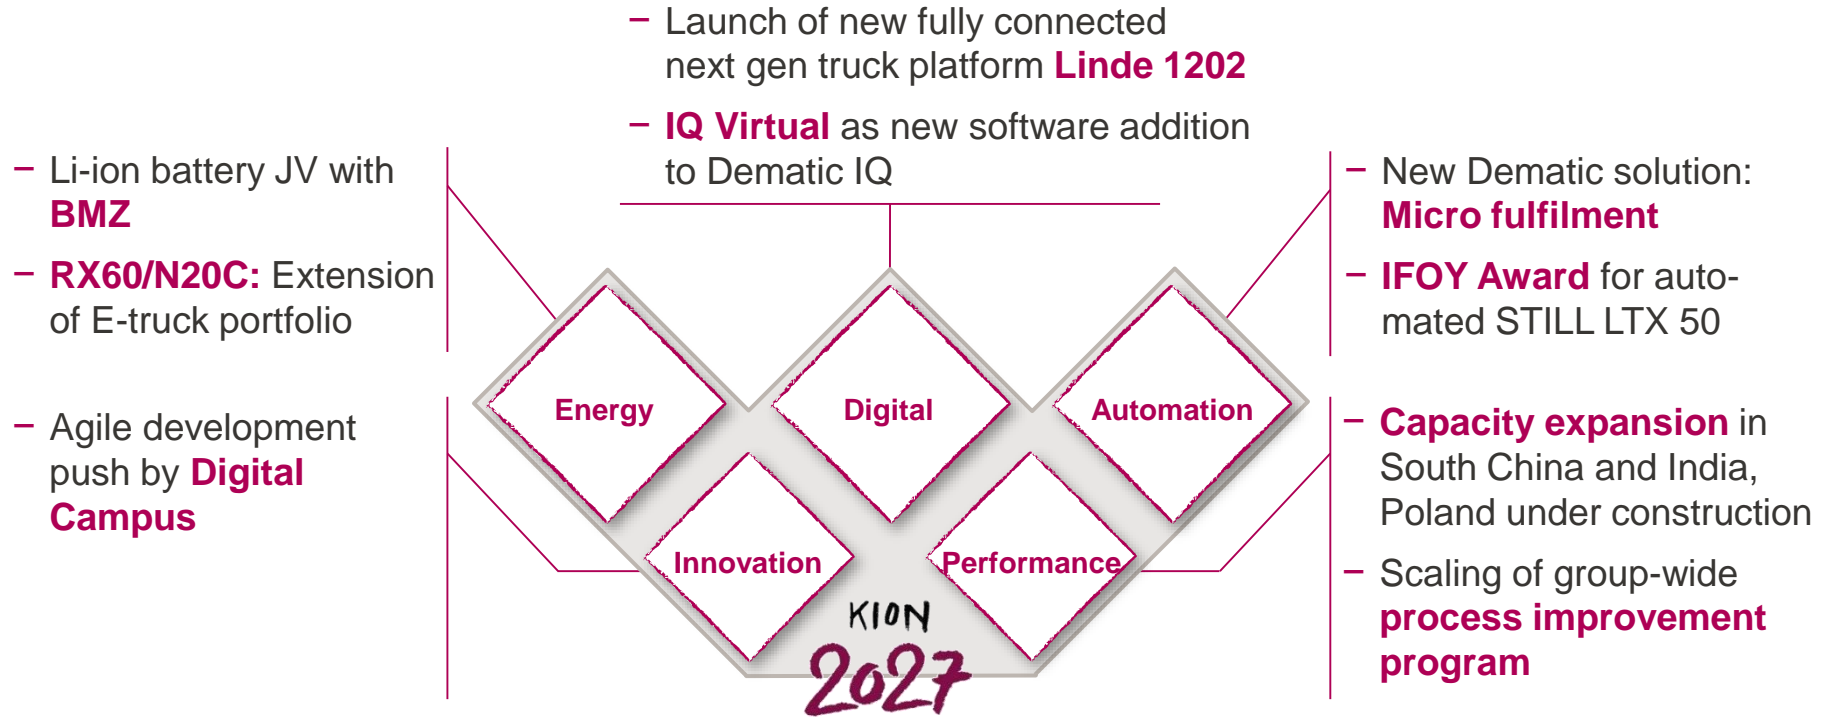 – Launch of new fully connected
next gen truck platform Linde 1202
– IQ Virtual as new software addition
to Dematic IQ
– Li-ion battery JV with
BMZ
– RX60/N20C: Extension
of E-truck portfolio
– New Dematic solution:
Micro fulfilment
– IFOY Award for auto-
mated STILL LTX 50
Energy
Digital
Automation
– Agile development
push by Digital
Campus
– Capacity expansion in
South China and India,
Poland under construction
– Scaling of group-wide
process improvement
program
Innovation
Performance
KION
2027